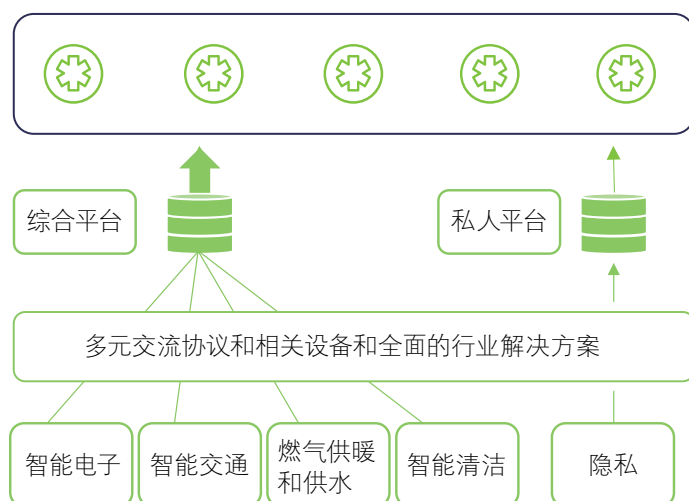 综合平台
私人平台
多元交流协议和相关设备和全面的行业解决方案
智能电子
智能交通
燃气供暖
和供水
智能清洁
隐私